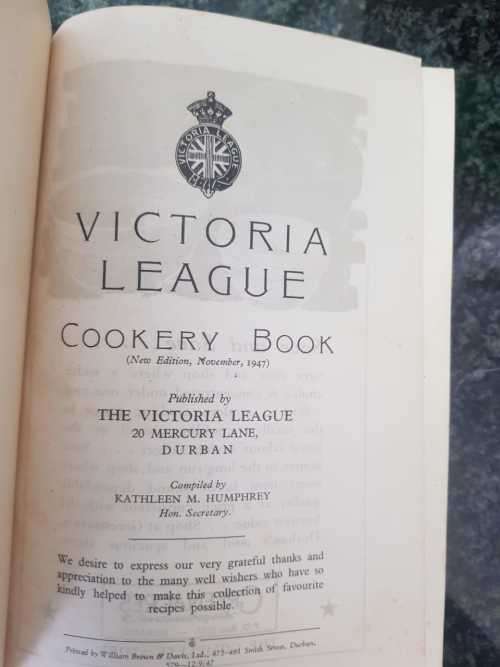 VICTORIA LEAGUE
VICTORIA
LEAGUE
COOKERY BOOK
(New Edition, November, 1947)
Published by
THE VICTORIA LEAGUE
20 MERCURY LANE,
DURBAN
Compiled by
KATHLEEN M. HUMPHREY
Hon. Secretary.
We desire to express our very grateful thanks and
appreciation to the many well wishers who have so
kindly helped to make this collection of favourite
recipes possible.
Printed by William Brown & Davis, Ltd., Smith Street, Durban.